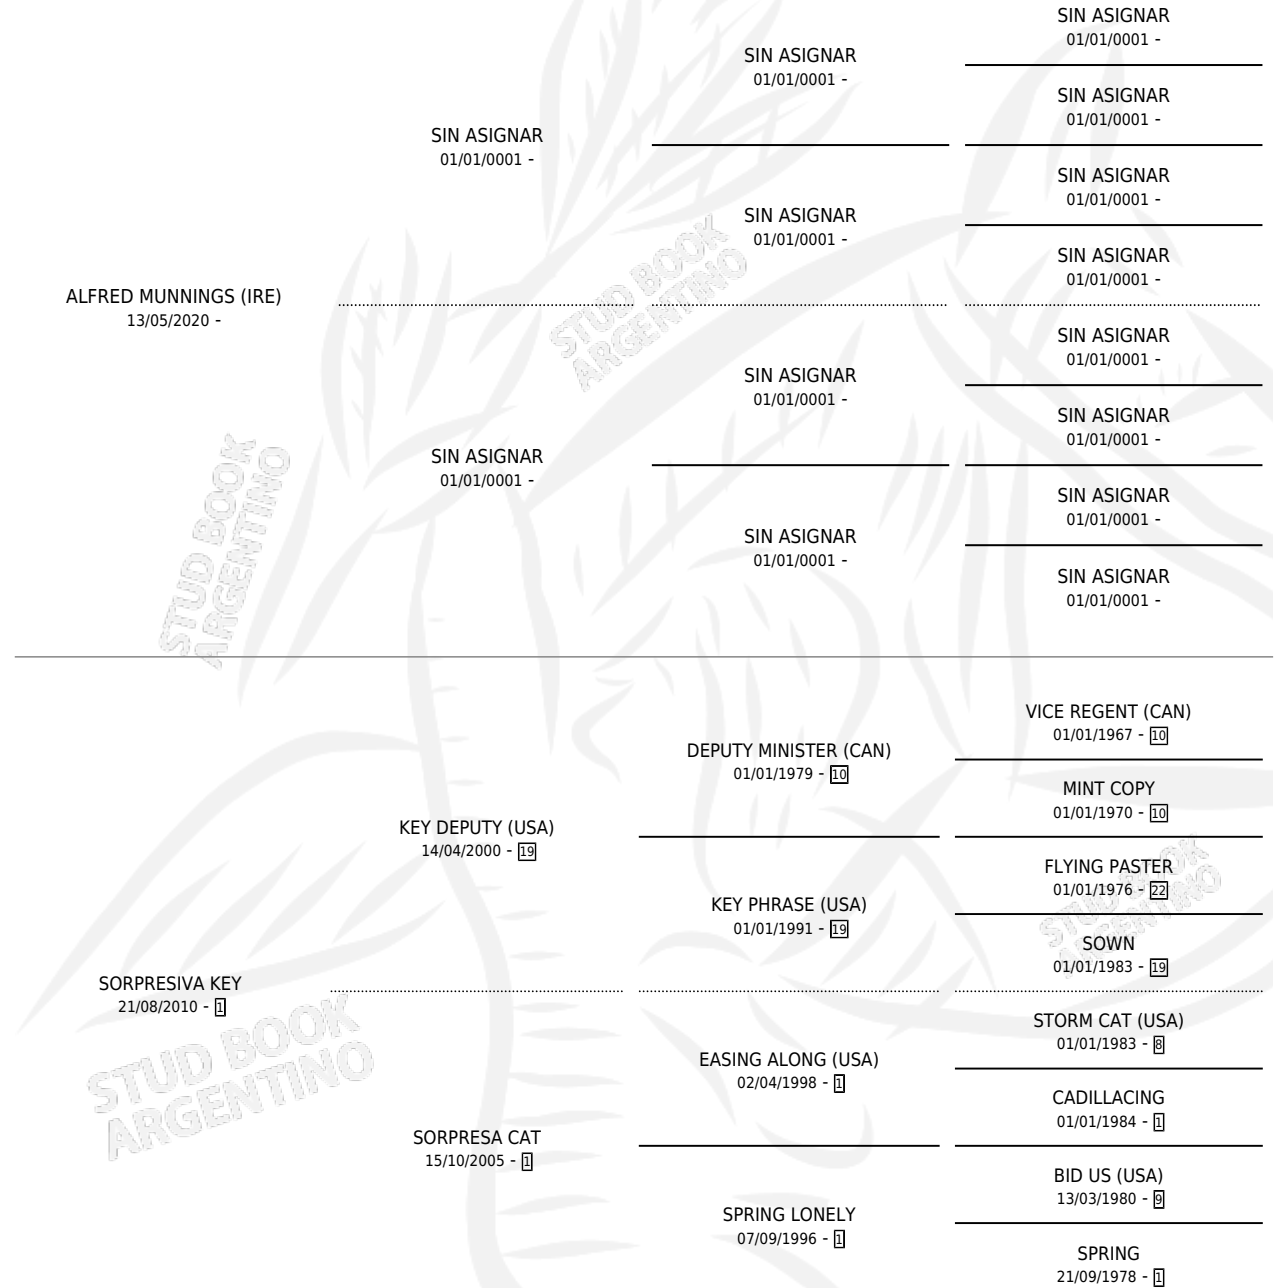 SIN ASIGNAR
01/01/0001 -
SIN ASIGNAR
01/01/0001 -
SIN ASIGNAR
01/01/0001 -
SIN ASIGNAR
01/01/0001 -
SIN ASIGNAR
01/01/0001 -
SIN ASIGNAR
01/01/0001 -
SIN ASIGNAR
01/01/0001 -
ALFRED MUNNINGS (IRE)
13/05/2020 -
SIN ASIGNAR
01/01/0001 -
SIN ASIGNAR
01/01/0001 -
SIN ASIGNAR
01/01/0001 -
SIN ASIGNAR
01/01/0001 -
SIN ASIGNAR
01/01/0001 -
SIN ASIGNAR
01/01/0001 -
SIN ASIGNAR
01/01/0001 -
STUD BOOK
ARGENTINO
STUD BOOK
ARGENTINO
VICE REGENT (CAN)
01/01/1967 - 10
DEPUTY MINISTER (CAN)
01/01/1979 - 10
MINT COPY
01/01/1970 - 10
KEY DEPUTY (USA)
14/04/2000 - 19
FLYING PASTER
01/01/1976 - 22
KEY PHRASE (USA)
01/01/1991 - 19
SOWN
01/01/1983 - 19
SORPRESIVA KEY
21/08/2010 - 1
STORM CAT (USA)
01/01/1983 - 8
EASING ALONG (USA)
02/04/1998 - 1
CADILLACING
01/01/1984 - 1
SORPRESA CAT
15/10/2005 - 1
BID US (USA)
13/03/1980 - 9
SPRING LONELY
07/09/1996 - 1
SPRING
21/09/1978 - 1
STUD BOOK
ARGENTINO
STUD BOOK
ARGENTINO